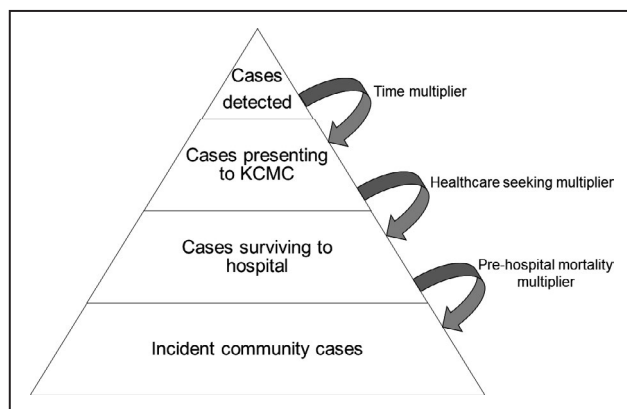 Cases
detected
Time multiplier
Cases presenting
to KCMC
Healthcare seeking multiplier
Cases surviving to
hospital
Pre-hospital mortality
multiplier
Incident community cases